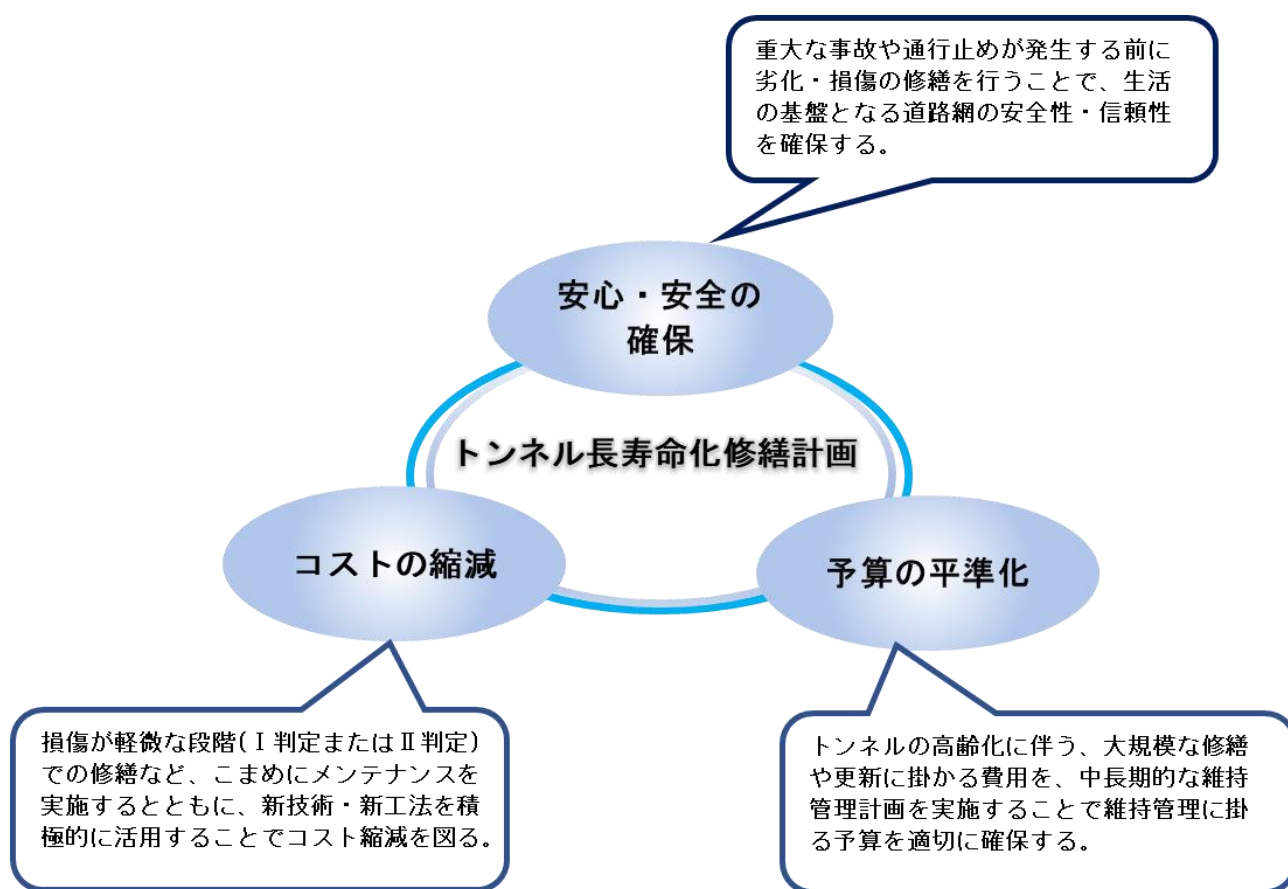 重大な事故や通行止めが発生する前に
劣化・損傷の修繕を行うことで、生活
の基盤となる道路網の安全性・信頼性
を確保する。
安心・安全の
確保
トンネル長寿命化修繕計画
コストの縮減
予算の平準化
損傷が軽微な段階(Ⅰ判定またはⅡ判定)
での修繕など、こまめにメンテナンスを
実施するとともに、新技術・新工法を積
極的に活用することでコスト縮減を図る。
トンネルの高齢化に伴う、大規模な修繕
や更新に掛かる費用を、中長期的な維持
管理計画を実施することで維持管理に掛
る予算を適切に確保する。